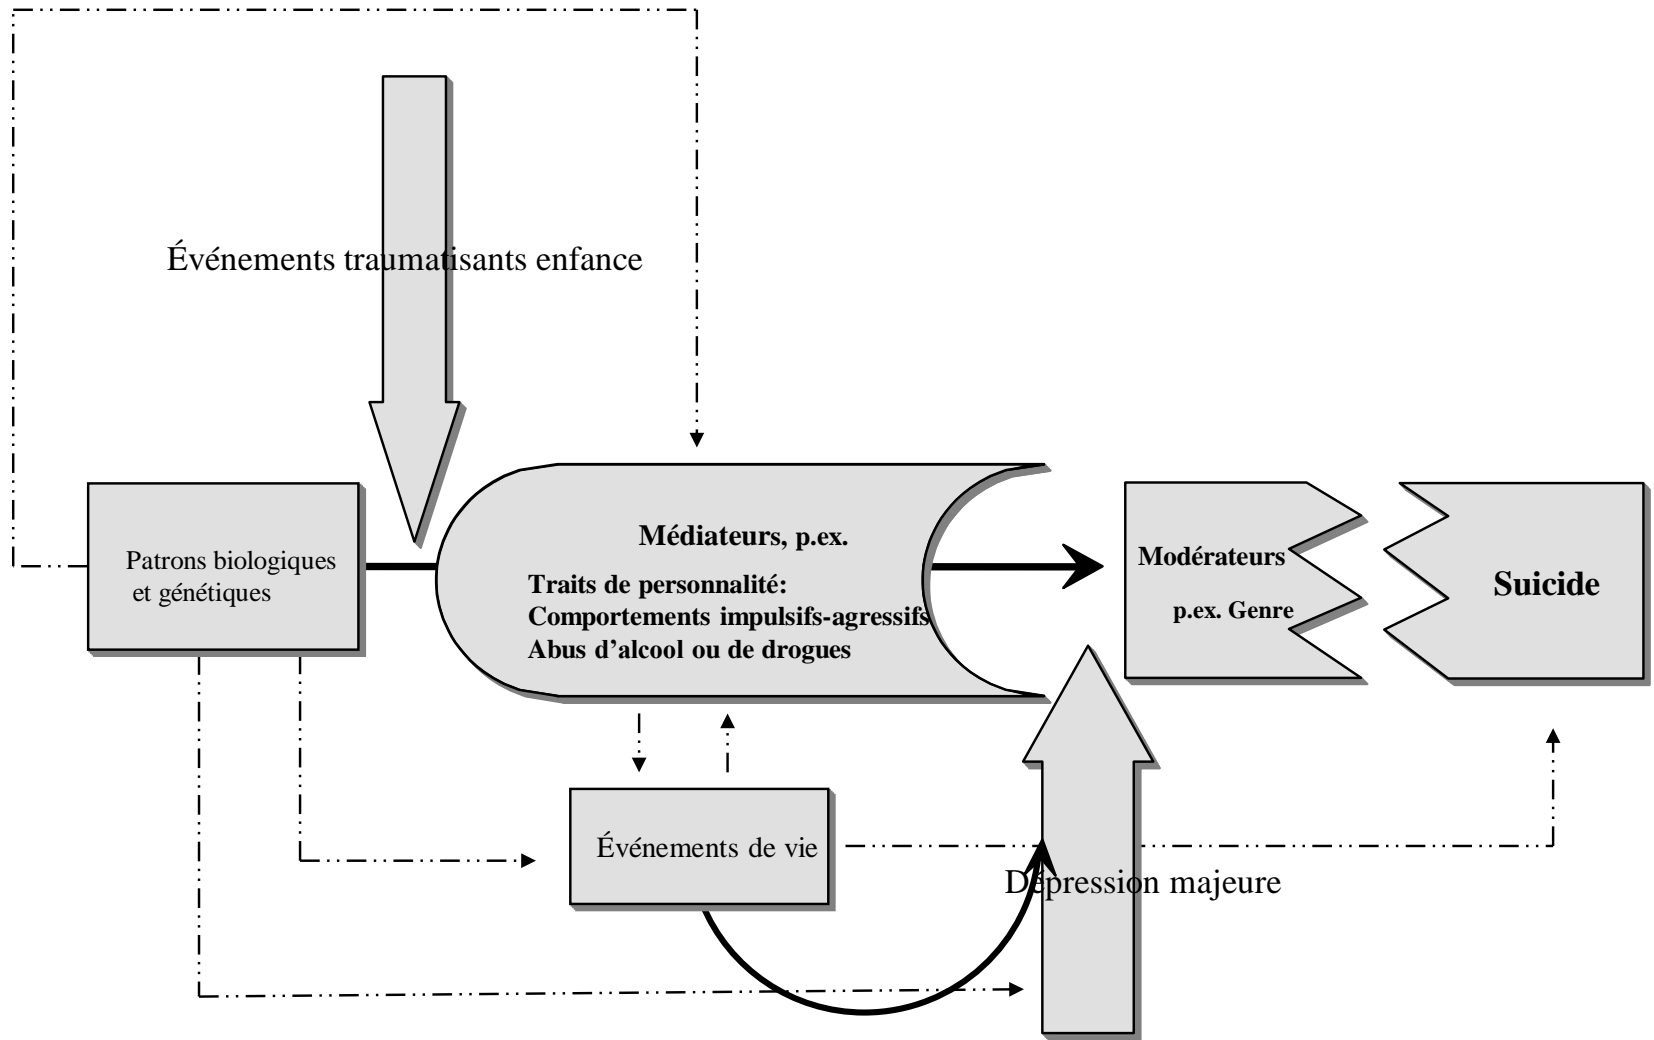 Événements traumatisants enfance
Patrons biologiques
et génétiques
Médiateurs, p.ex.
Traits de personnalité:
Comportements impulsifs-agressifs
Abus d’alcool ou de drogues
Modérateurs
p.ex. Genre
Suicide
Événements de vie
Dépression majeure